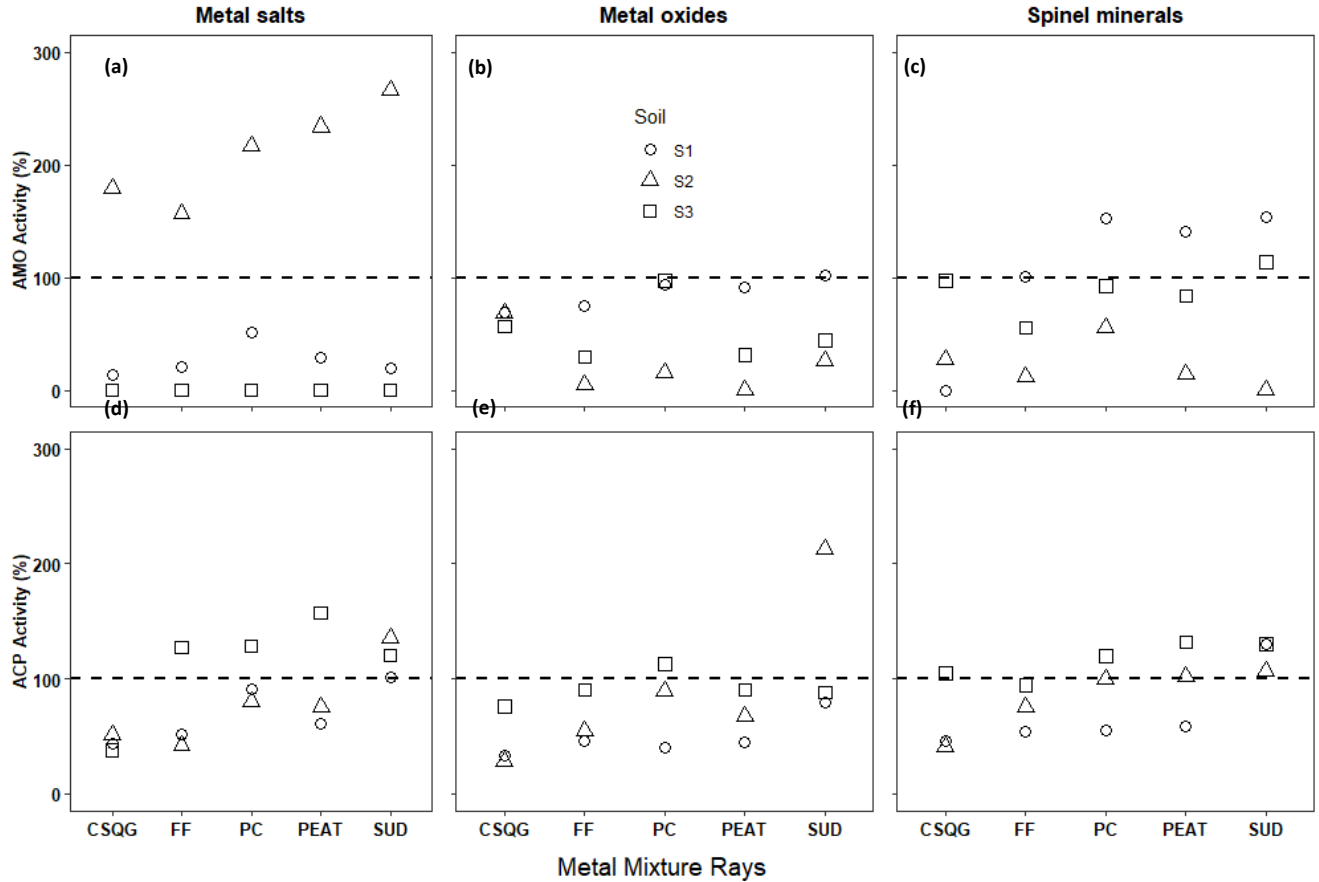 Metal salts Metal oxides Spinel minerals
(a) (b) (c)
300
200
100
0
AMO Activity (%)
Soil
S1
S2
S3
(d) (e) (f)
300
200
100
0
ACP Activity (%)
CSQG FF PC PEAT SUD CSQG FF PC PEAT SUD CSQG FF PC PEAT SUD
Metal Mixture Rays